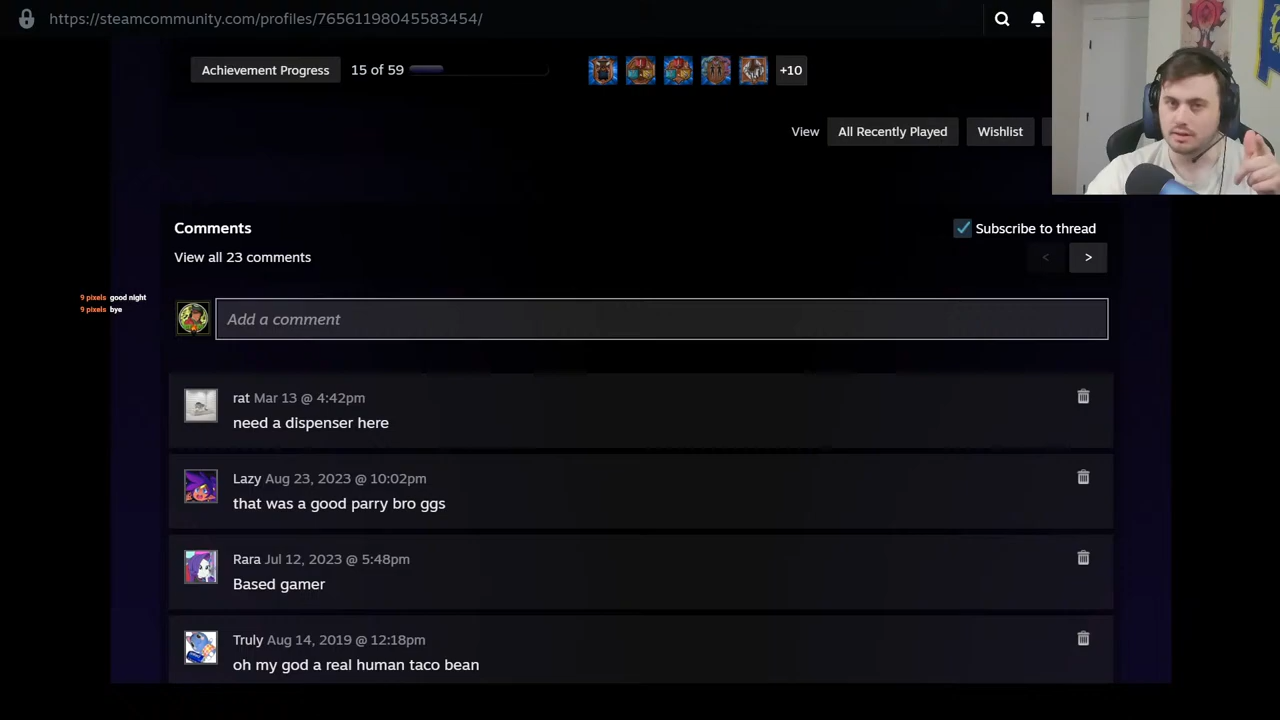 https://steamcommunity.com/profiles/76561198045583454/
Achievement Progress 15 of 59 +10
View All Recently Played Wishlist
Comments
Subscribe to thread
View all 23 comments
< >
9 pixels good night
9 pixels bye
Add a comment
rat Mar 13 @ 4:42pm
need a dispenser here
Lazy Aug 23, 2023 @ 10:02pm
that was a good parry bro ggs
Rara Jul 12, 2023 @ 5:48pm
Based gamer
Truly Aug 14, 2019 @ 12:18pm
oh my god a real human taco bean